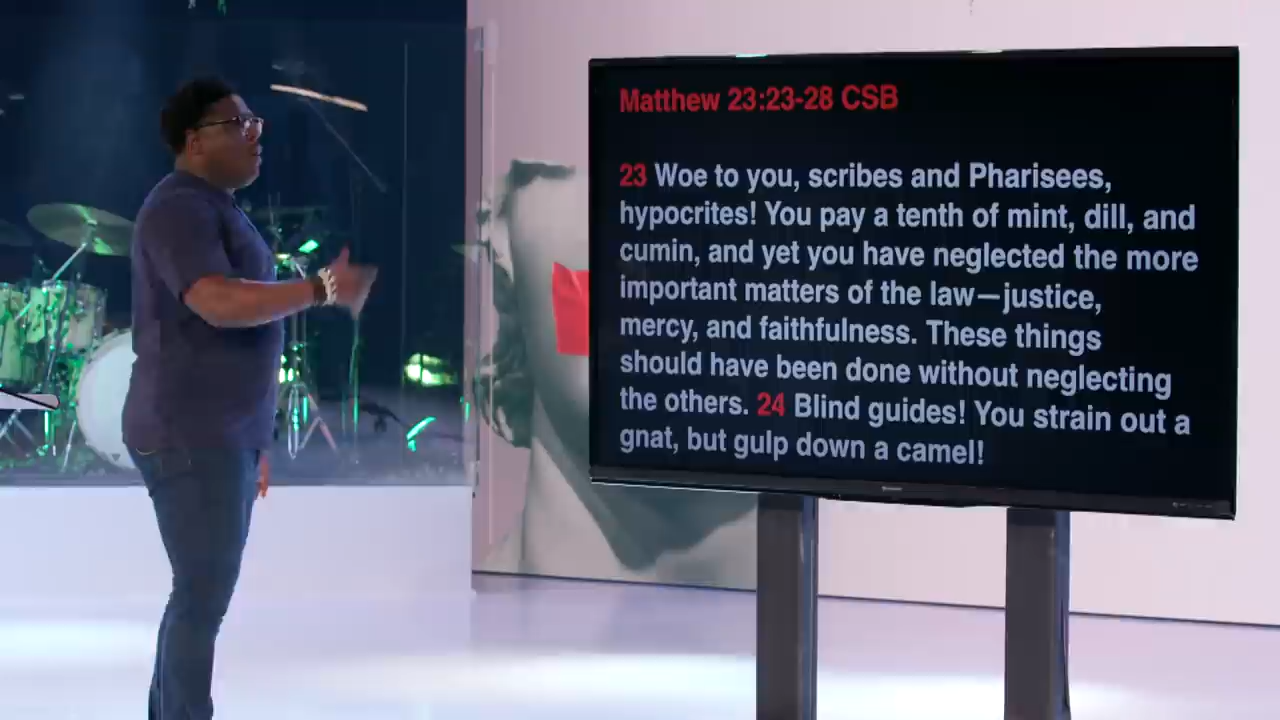 Matthew 23:23-28 CSB
23 Woe to you, scribes and Pharisees,
hypocrites! You pay a tenth of mint, dill, and
cumin, and yet you have neglected the more
important matters of the law—justice,
mercy, and faithfulness. These things
should have been done without neglecting
the others. 24 Blind guides! You strain out a
gnat, but gulp down a camel!